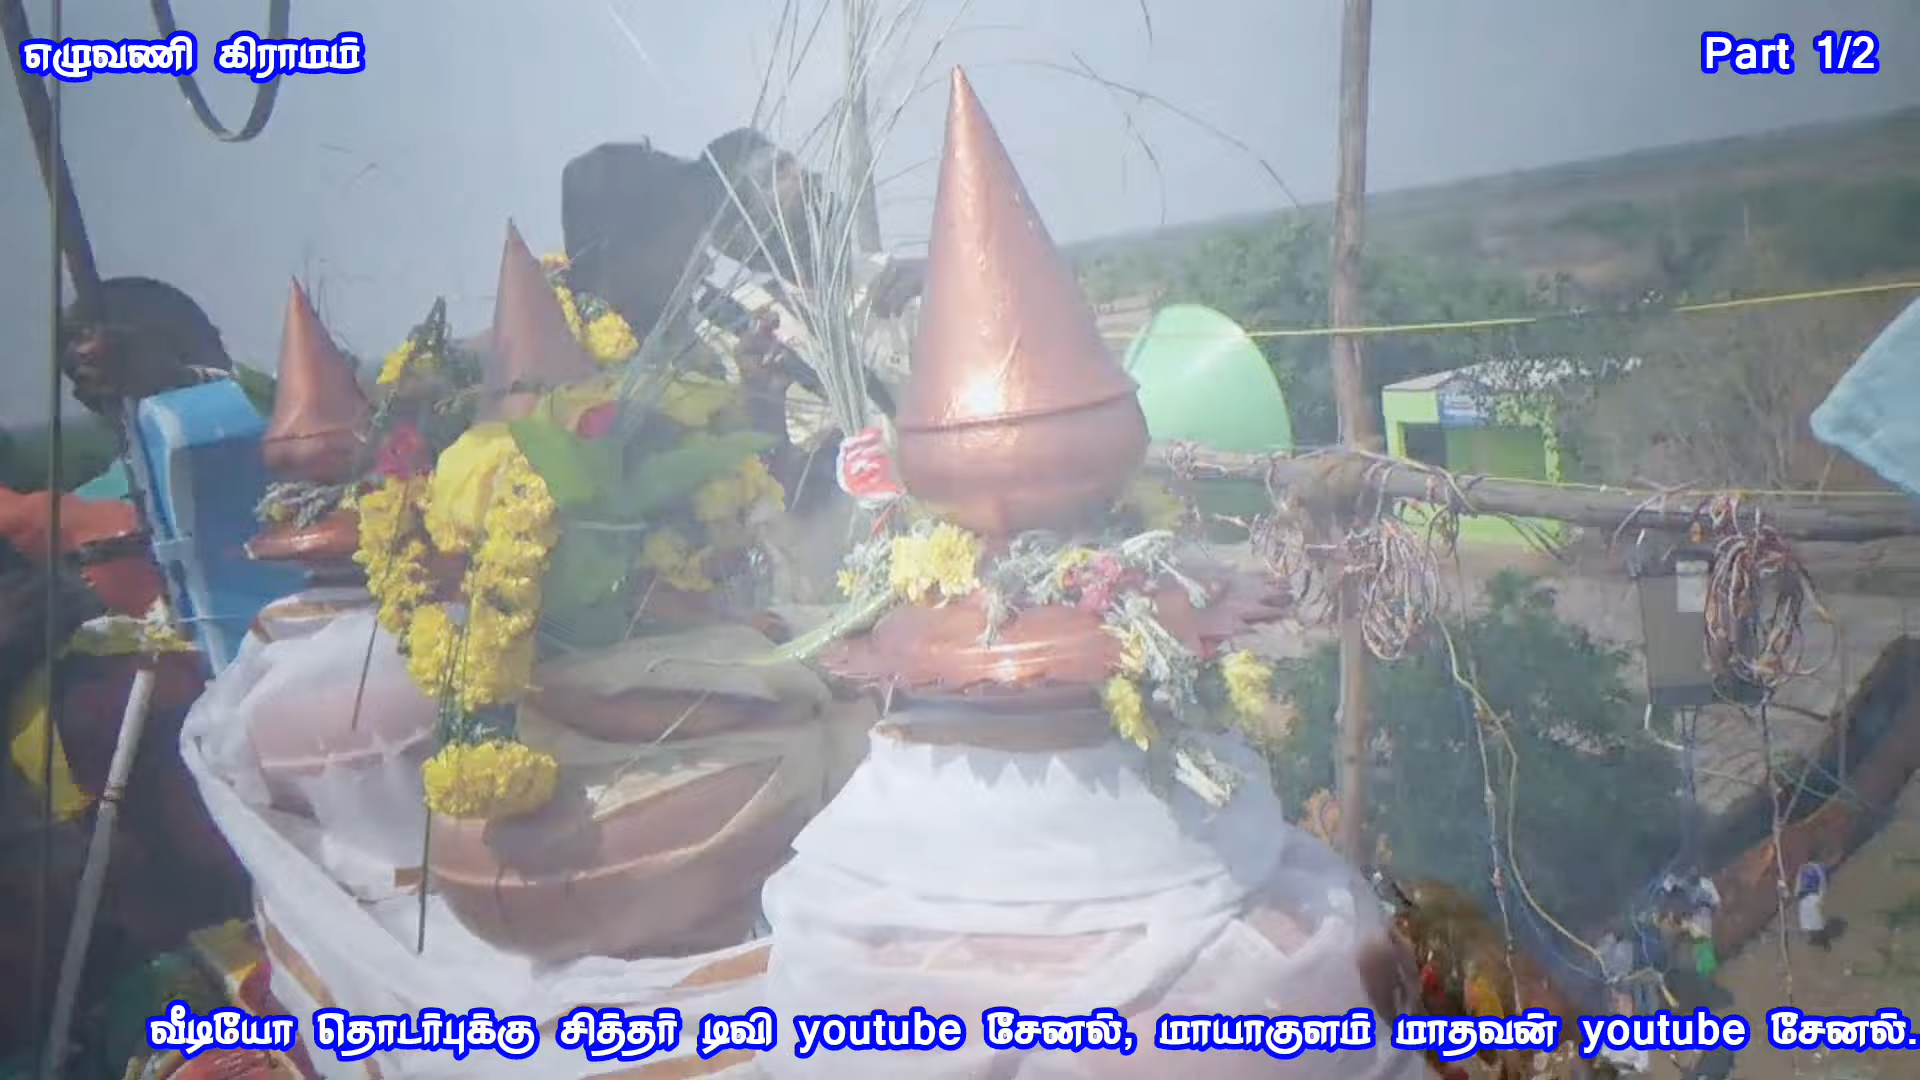 எழுவணி கிராமம்
Part 1/2
வீடியோ தொடர்புக்கு சித்தர் டிவி youtube சேனல், மாயாகுளம் மாதவன் youtube சேனல்.